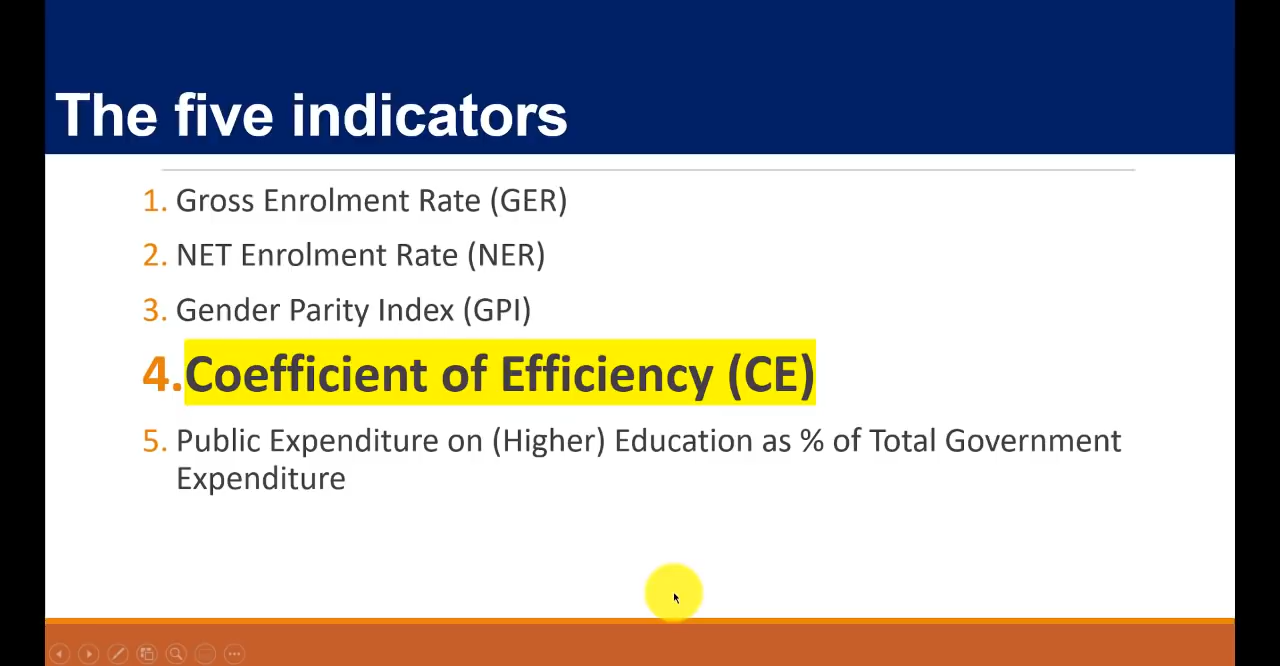 The five indicators
1. Gross Enrolment Rate (GER)
2. NET Enrolment Rate (NER)
3. Gender Parity Index (GPI)
4. Coefficient of Efficiency (CE)
5. Public Expenditure on (Higher) Education as % of Total Government
Expenditure